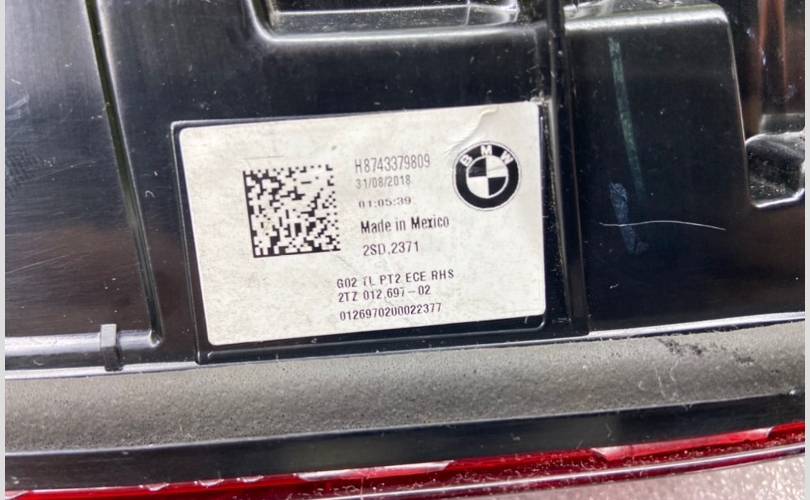 H8743379809
31/08/2018
01:05:39
BMW
Made in Mexico
2SD.2371
G02 TL PT2 ECE RHS
2TZ 012.697-02
0126970200022377